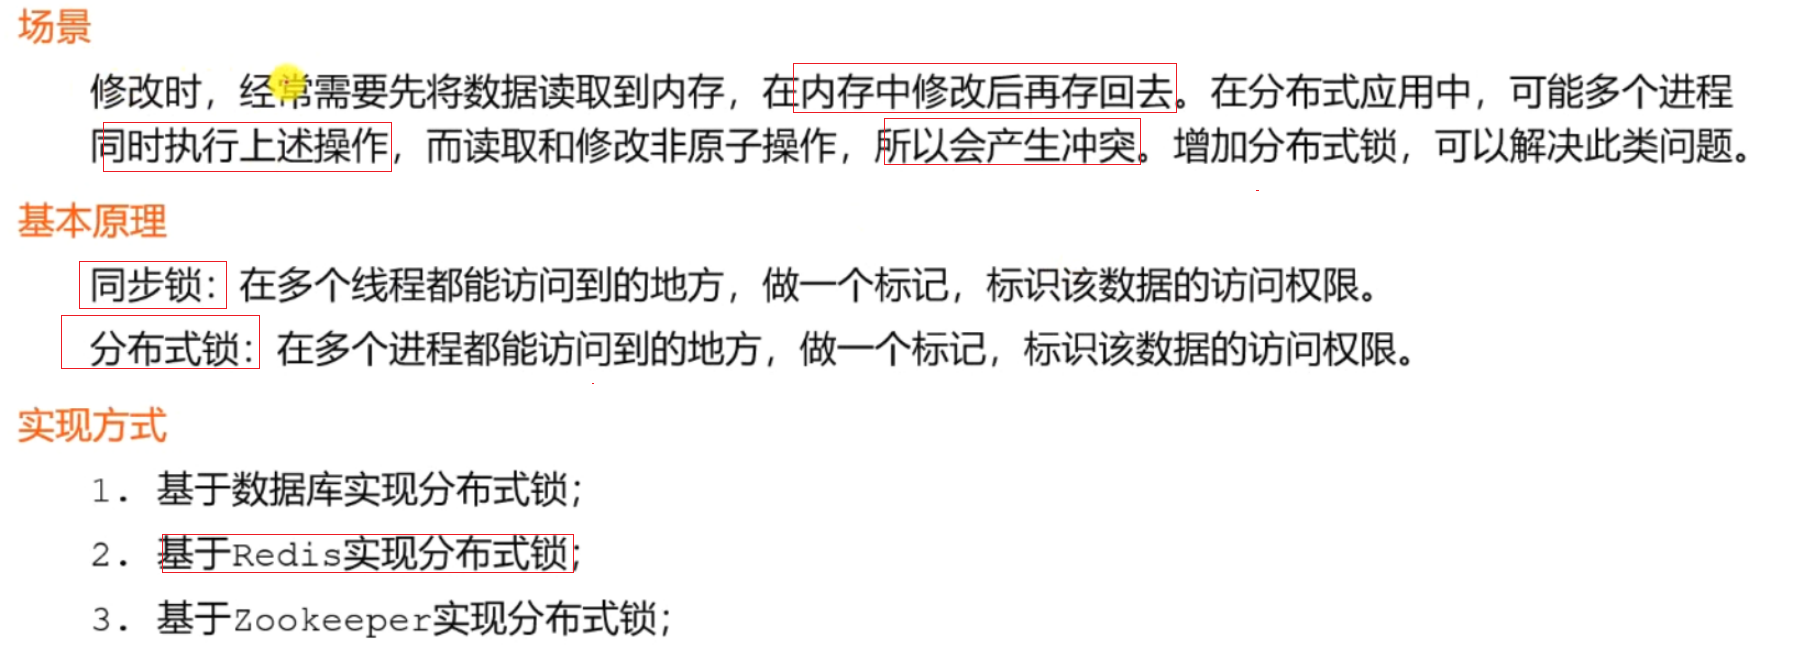 场景
修改时，经常需要先将数据读取到内存，在内存中修改后再存回去。在分布式应用中，可能多个进程
同时执行上述操作，而读取和修改非原子操作，所以会产生冲突。增加分布式锁，可以解决此类问题。
基本原理
同步锁：在多个线程都能访问到的地方，做一个标记，标识该数据的访问权限。
分布式锁：在多个进程都能访问到的地方，做一个标记，标识该数据的访问权限。
实现方式
1. 基于数据库实现分布式锁；
2. 基于Redis实现分布式锁；
3. 基于Zookeeper实现分布式锁；